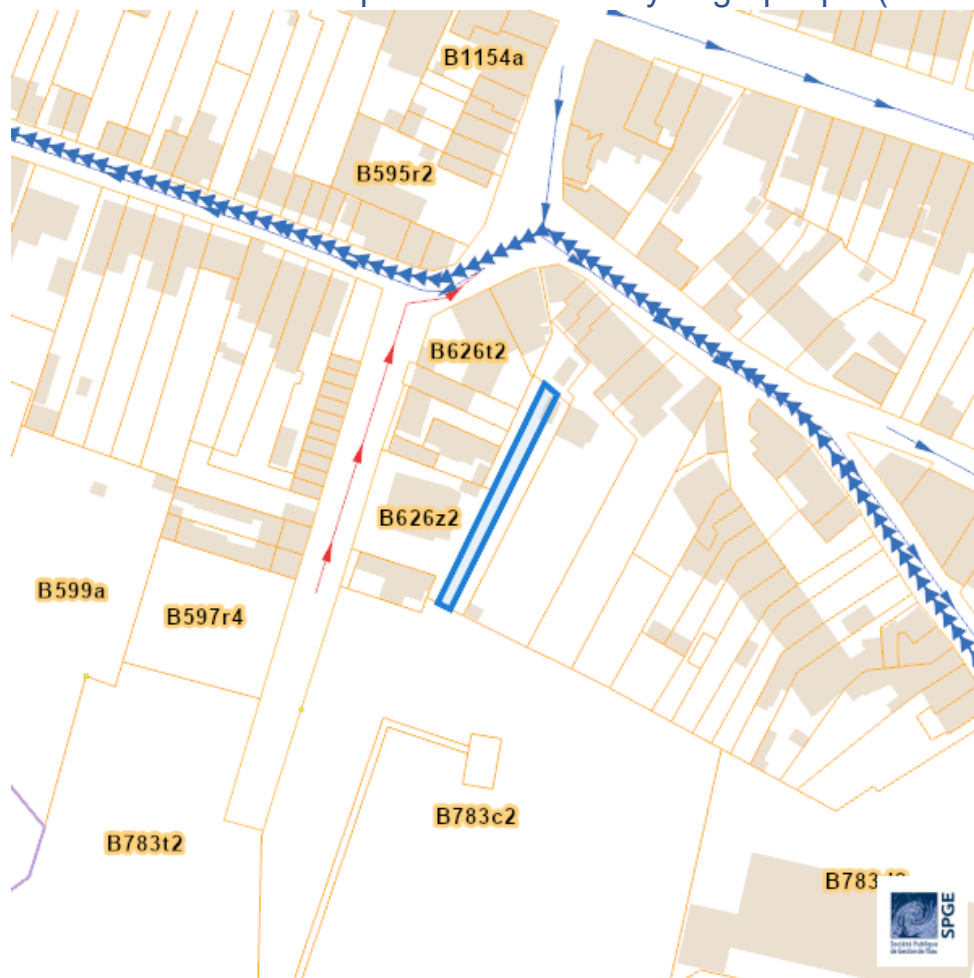 B1154a
B595r2
B626t2
B626z2
B599a
B597r4
B783c2
B783t2
SPGE
Société Publique
de Gestion de l'Eau